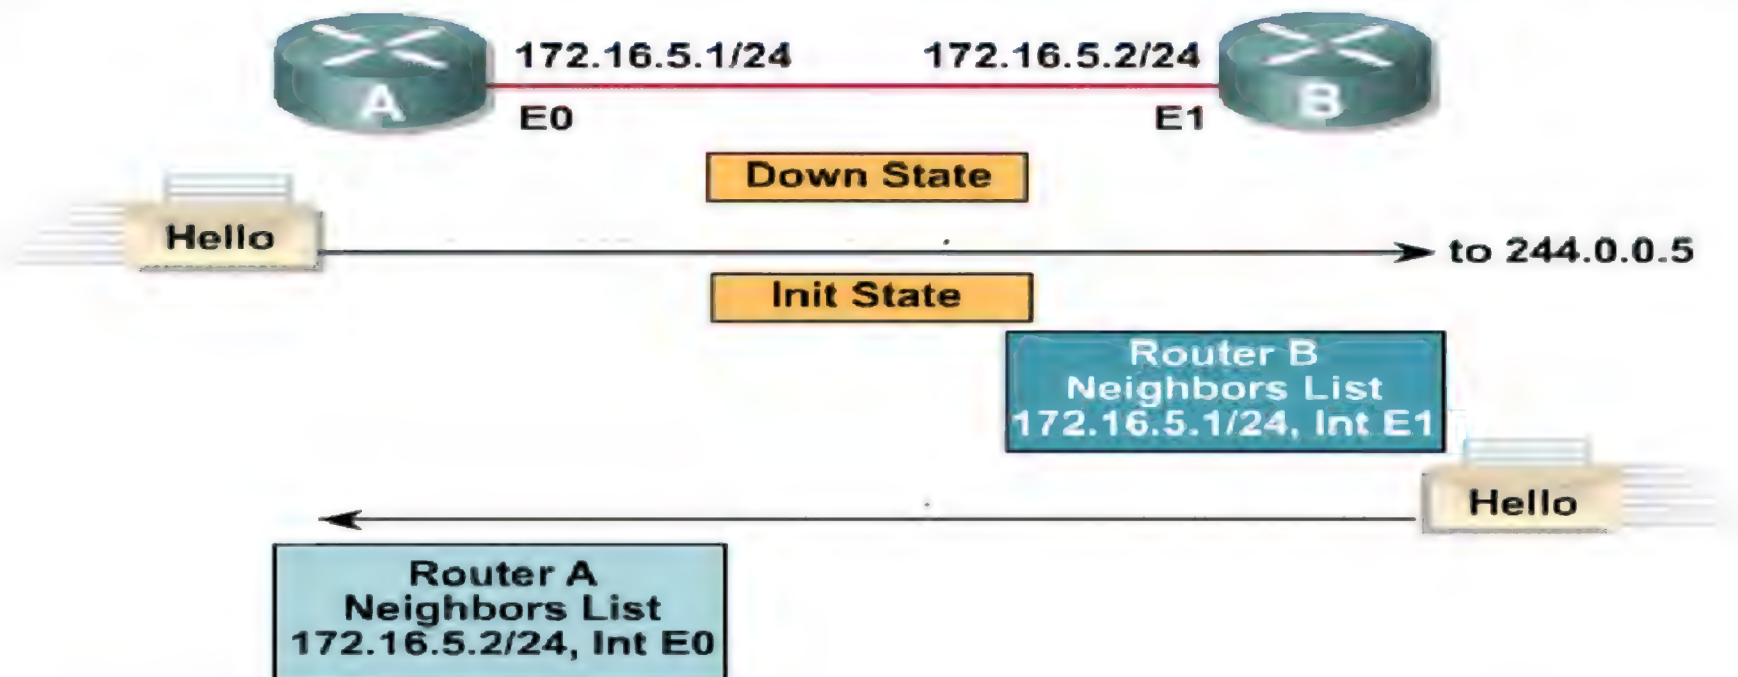 172.16.5.1/24
172.16.5.2/24
A
B
E0
E1
Down State
Hello
to 244.0.0.5
Init State
Router B
Neighbors List
172.16.5.1/24, Int E1
Hello
Router A
Neighbors List
172.16.5.2/24, Int E0